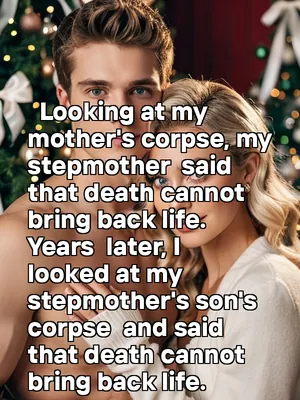 Looking at my
mother's corpse, my
stepmother said
that death cannot
bring back life.
Years later, I
looked at my
stepmother's son's
corpse and said
that death cannot
bring back life.